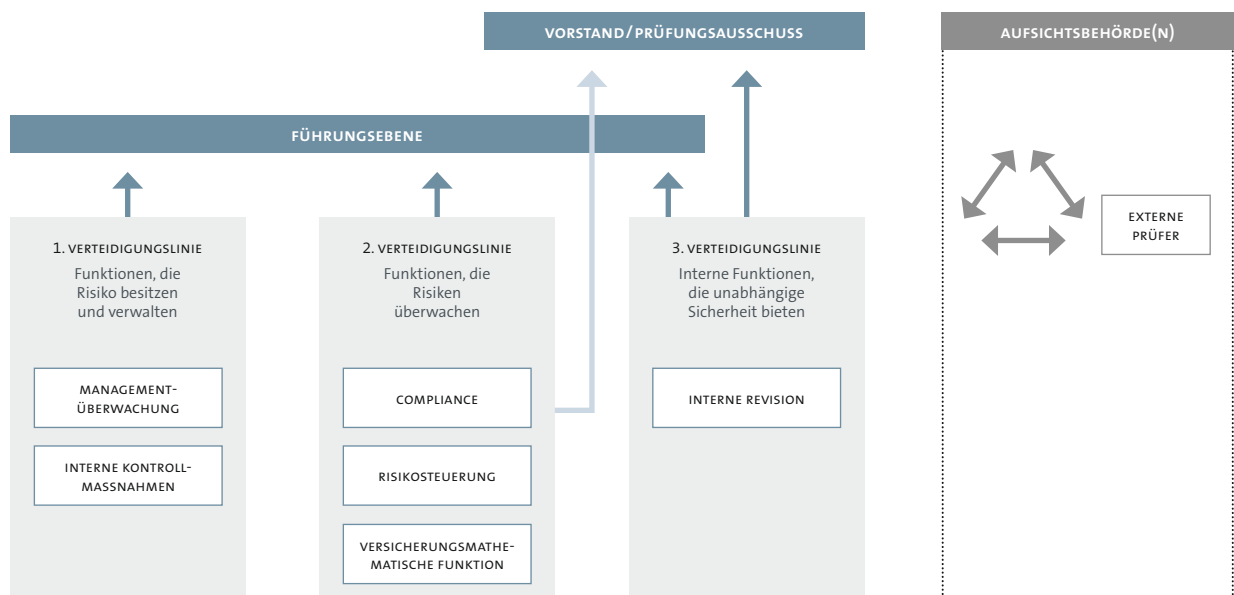 VORSTAND/PRÜFUNGSAUSSCHUSS
AUFSICHTSBEHÖRDE(N)
FÜHRUNGSEBENE
1. VERTEIDIGUNGSLINIE
Funktionen, die
Risiko besitzen
und verwalten
MANAGEMENT-
ÜBERWACHUNG
INTERNE KONTROLL-
MASSNAHMEN
2. VERTEIDIGUNGSLINIE
Funktionen, die
Risiken
überwachen
COMPLIANCE
RISIKOSTEUERUNG
VERSICHERUNGSMATHE-
MATISCHE FUNKTION
3. VERTEIDIGUNGSLINIE
Interne Funktionen,
die unabhängige
Sicherheit bieten
INTERNE REVISION
EXTERNE
PRÜFER